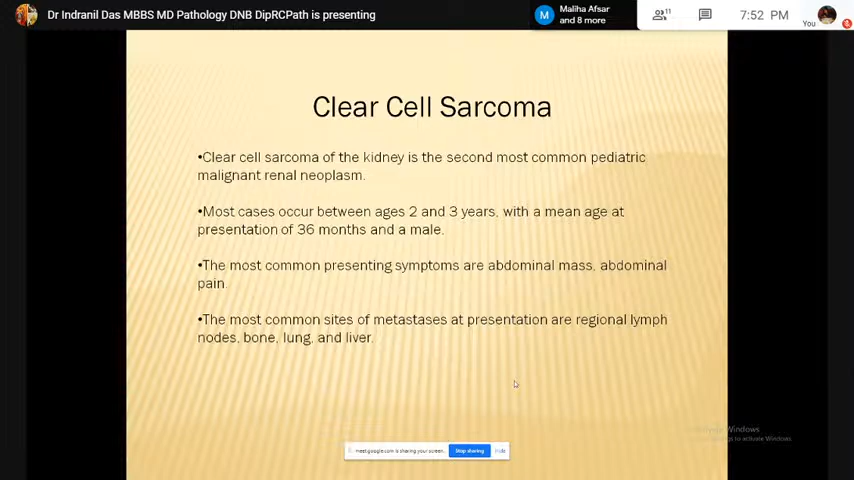 Dr Indranil Das MBBS MD Pathology DNB DipRCPath is presenting
M
Maliha Afsar
and 8 more
11
7:52 PM
You
Clear Cell Sarcoma
•Clear cell sarcoma of the kidney is the second most common pediatric
malignant renal neoplasm.
•Most cases occur between ages 2 and 3 years, with a mean age at
presentation of 36 months and a male.
•The most common presenting symptoms are abdominal mass, abdominal
pain.
•The most common sites of metastases at presentation are regional lymph
nodes, bone, lung, and liver.
Windows
to activate Windows.
meet.google.com is sharing your screen.
Stop sharing
Hide